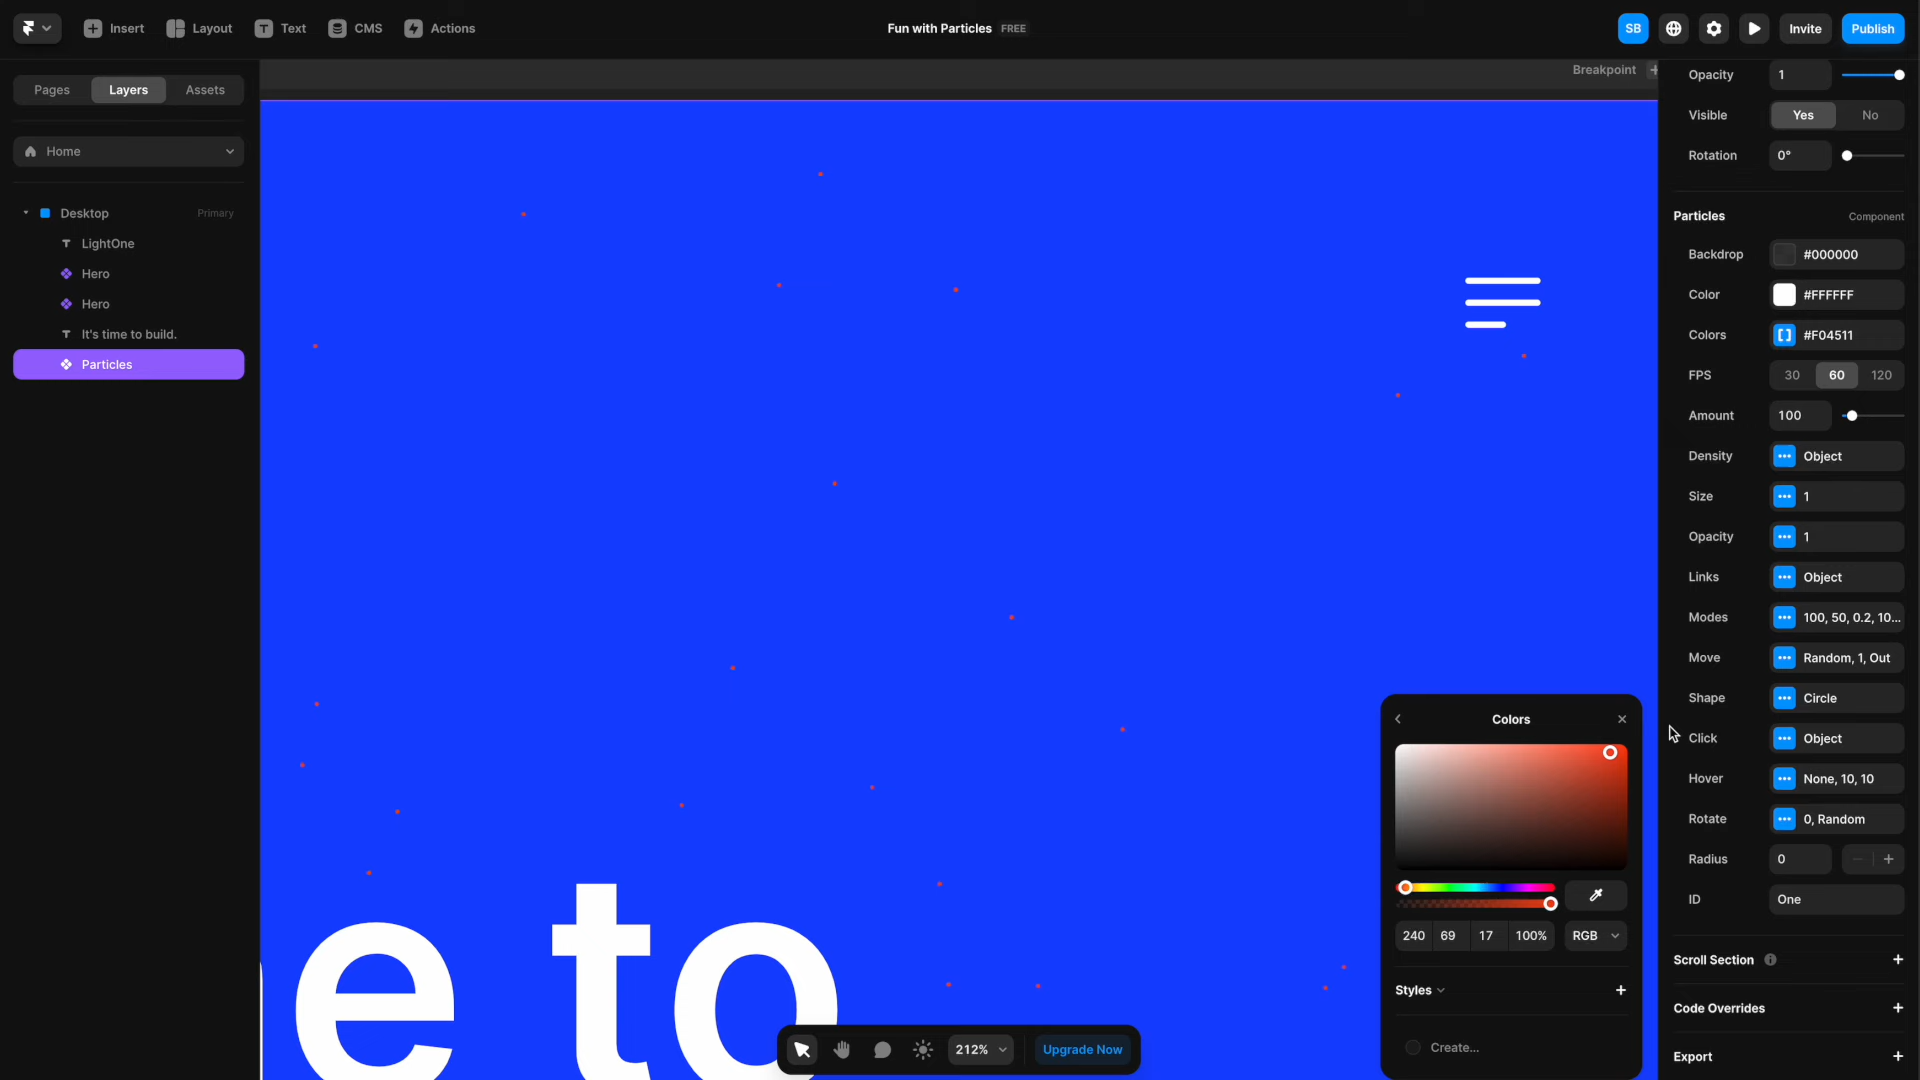 Insert
Layout
Text
CMS
Actions
Fun with Particles FREE
SB
Invite
Publish
Pages
Layers
Assets
Home
Desktop Primary
LightOne
Hero
Hero
It's time to build.
Particles
Breakpoint
e to
Opacity 1
Visible Yes No
Rotation 0°
Particles Component
Backdrop #000000
Color #FFFFFF
Colors #F04511
FPS 30 60 120
Amount 100
Density Object
Size 1
Opacity 1
Links Object
Modes 100, 50, 0.2, 10...
Move Random, 1, Out
Shape Circle
Click Object
Hover None, 10, 10
Rotate 0, Random
Radius 0
ID One
Scroll Section
Code Overrides
Export
Colors
240 69 17 100% RGB
Styles
Create...
212%
Upgrade Now